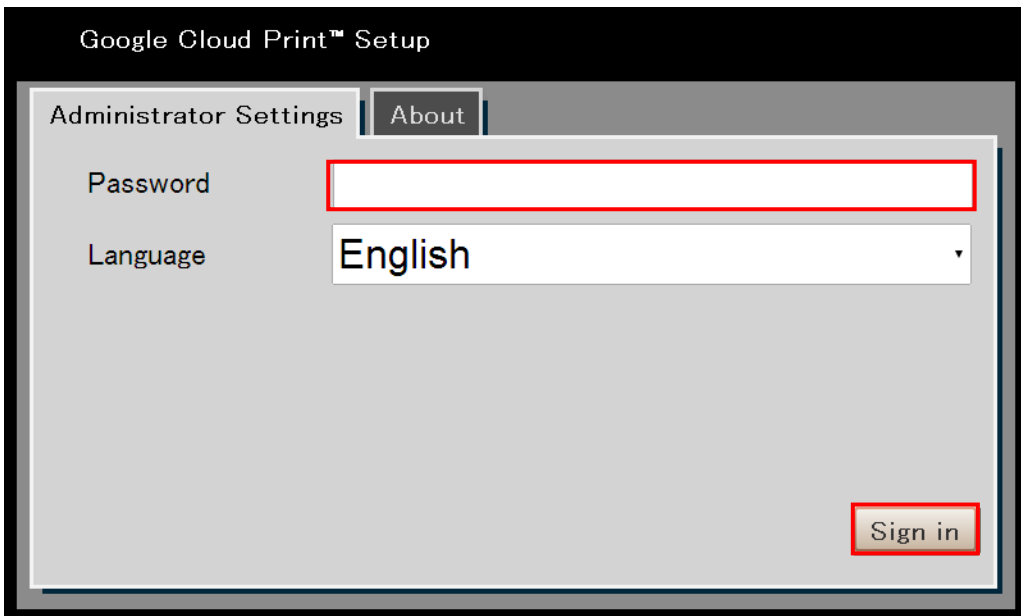 Google Cloud Print™ Setup
Administrator Settings About
Password
Language English
Sign in